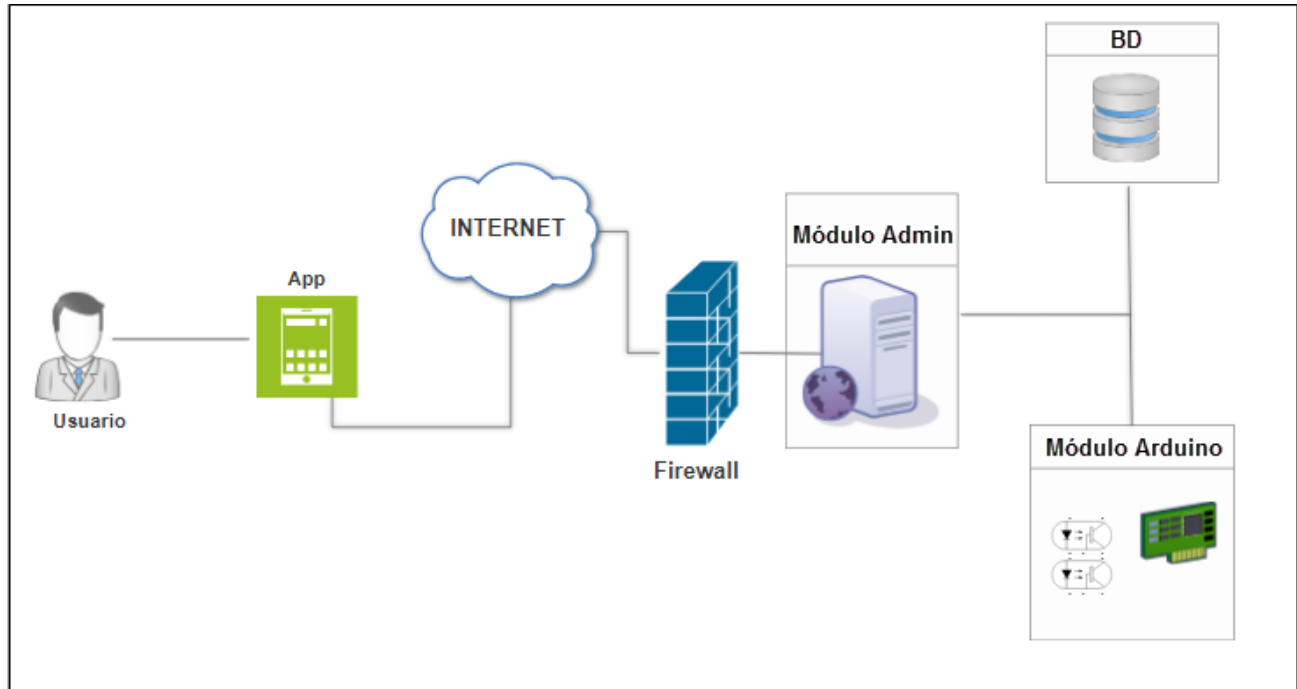 BD
INTERNET
Módulo Admin
App
Usuario
Firewall
Módulo Arduino